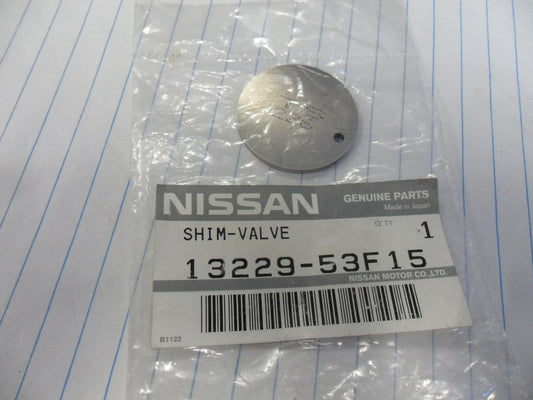 NISSAN
GENUINE PARTS
Made in Japan
SHIM-VALVE
Q'TY 1
13229-53F15
NISSAN MOTOR CO.,LTD.
B1122